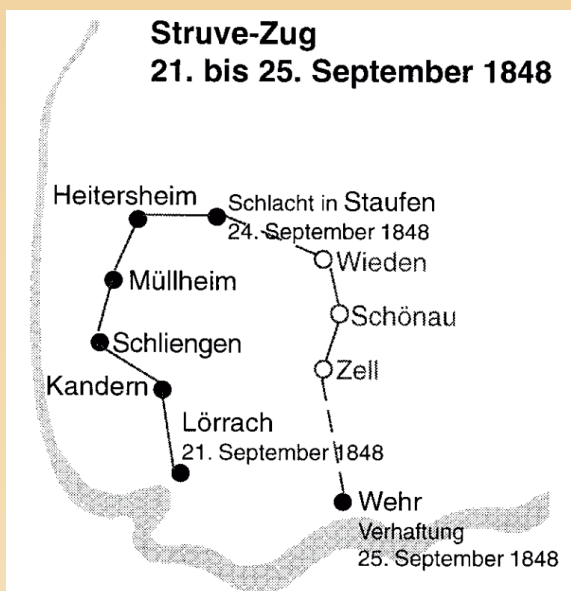 Struve-Zug
21. bis 25. September 1848
Heitersheim
Schlacht in Staufen
24. September 1848
Wieden
Müllheim
Schönau
Schliengen
Zell
Kandern
Lörrach
21. September 1848
Wehr
Verhaftung
25. September 1848